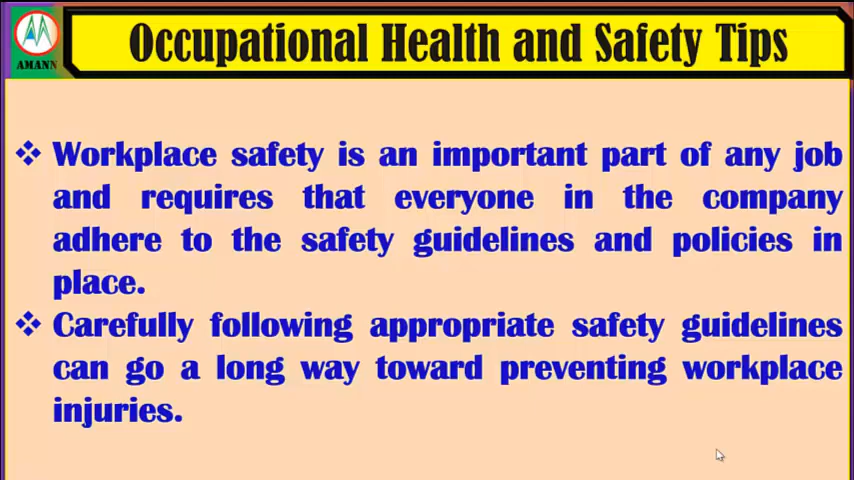 AMANN
Occupational Health and Safety Tips
❖ Workplace safety is an important part of any job
and requires that everyone in the company
adhere to the safety guidelines and policies in
place.
❖ Carefully following appropriate safety guidelines
can go a long way toward preventing workplace
injuries.